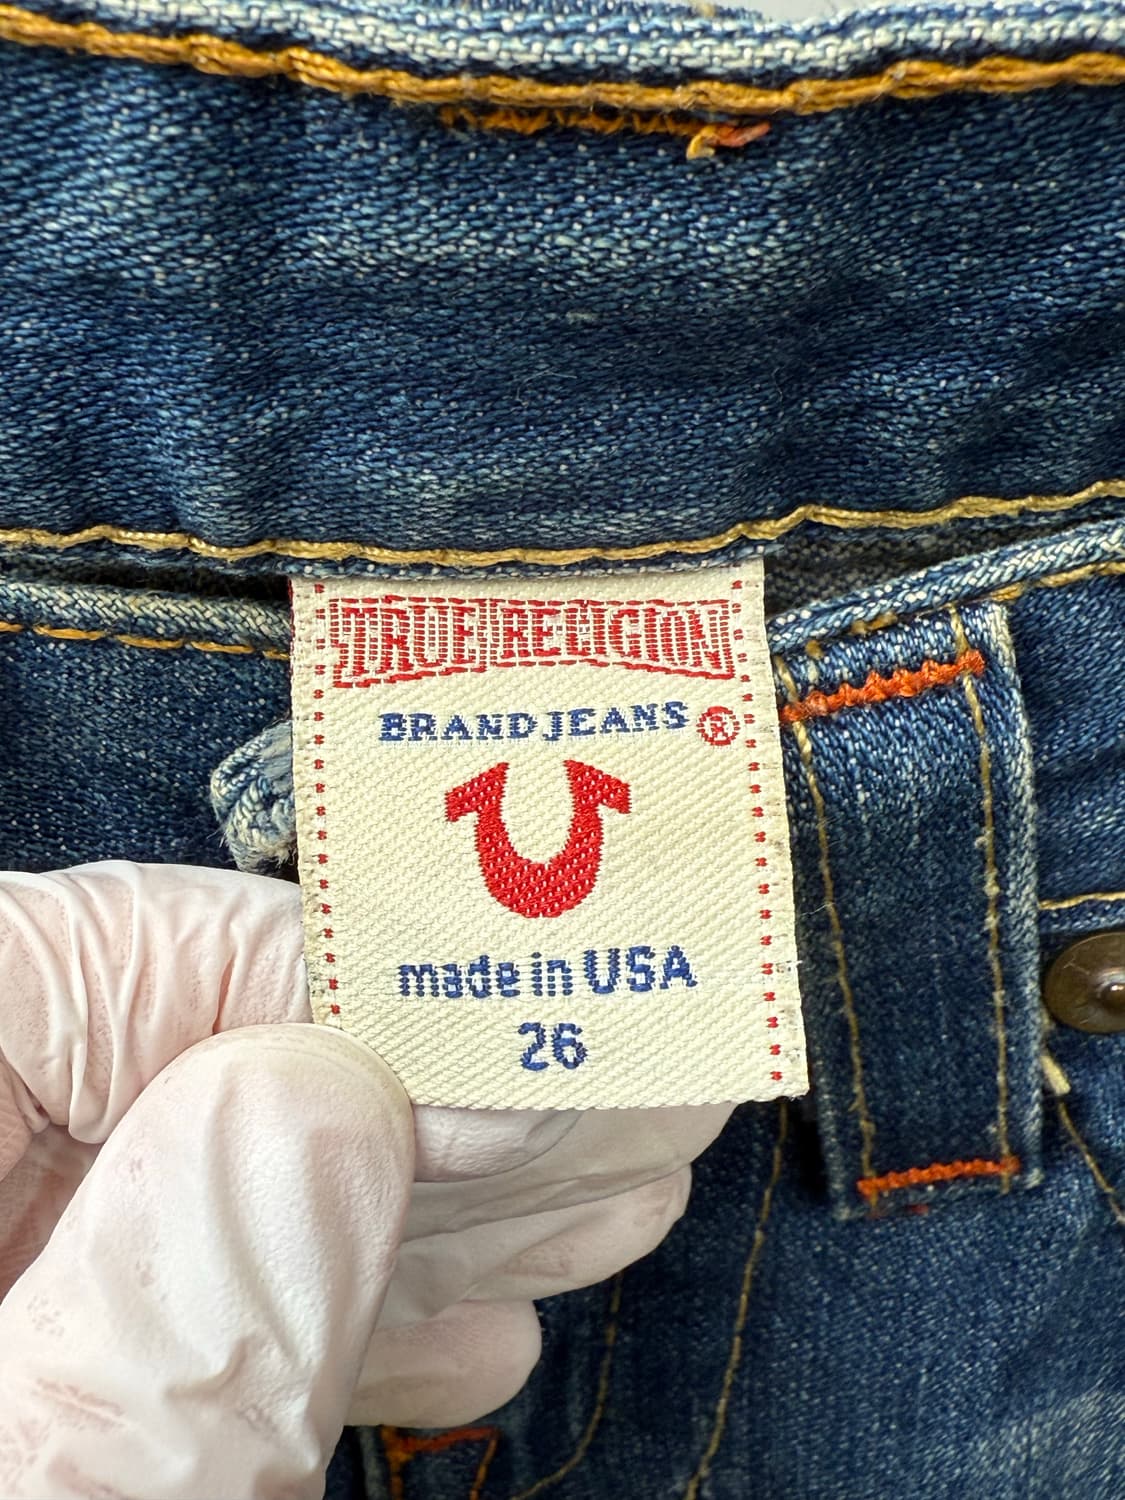 TRUE RELIGION
BRAND JEANS ®
made in USA
26